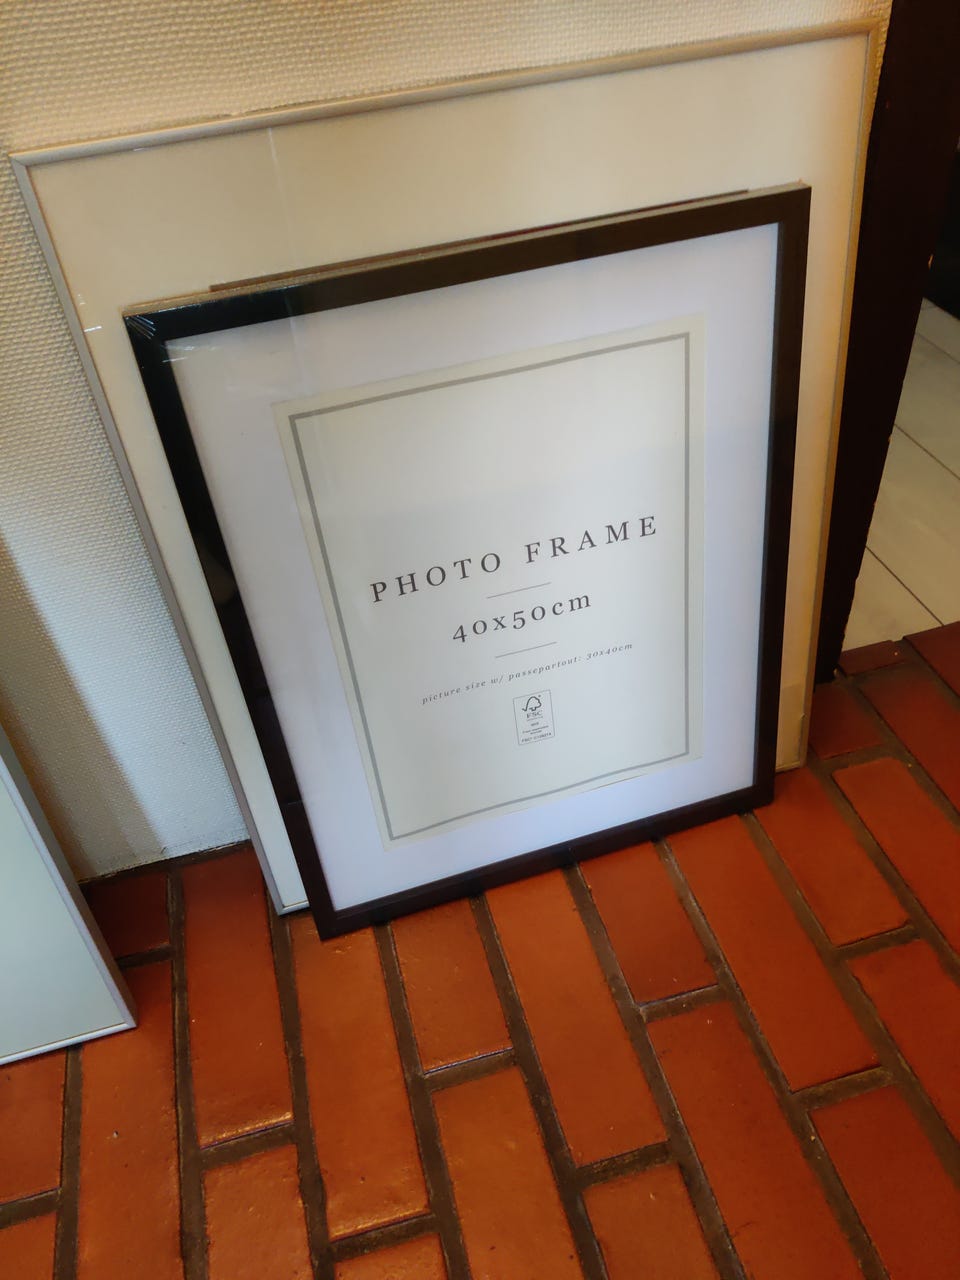 PHOTO FRAME
40x50cm
picture size w/ passepartout: 30x40cm
FSC